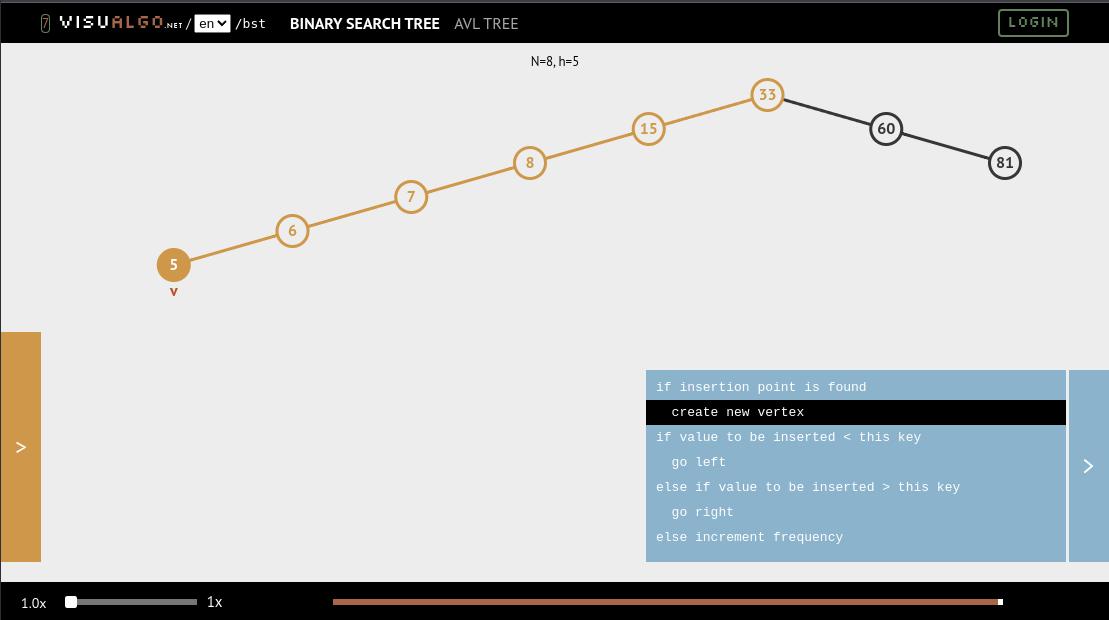 7 VISUALGO.NET / en /bst BINARY SEARCH TREE AVL TREE LOGIN
N=8, h=5
33
15 60
8 81
7
6
5
v
if insertion point is found
create new vertex
if value to be inserted < this key
go left
else if value to be inserted > this key
go right
else increment frequency
>
>
1.0x 1x